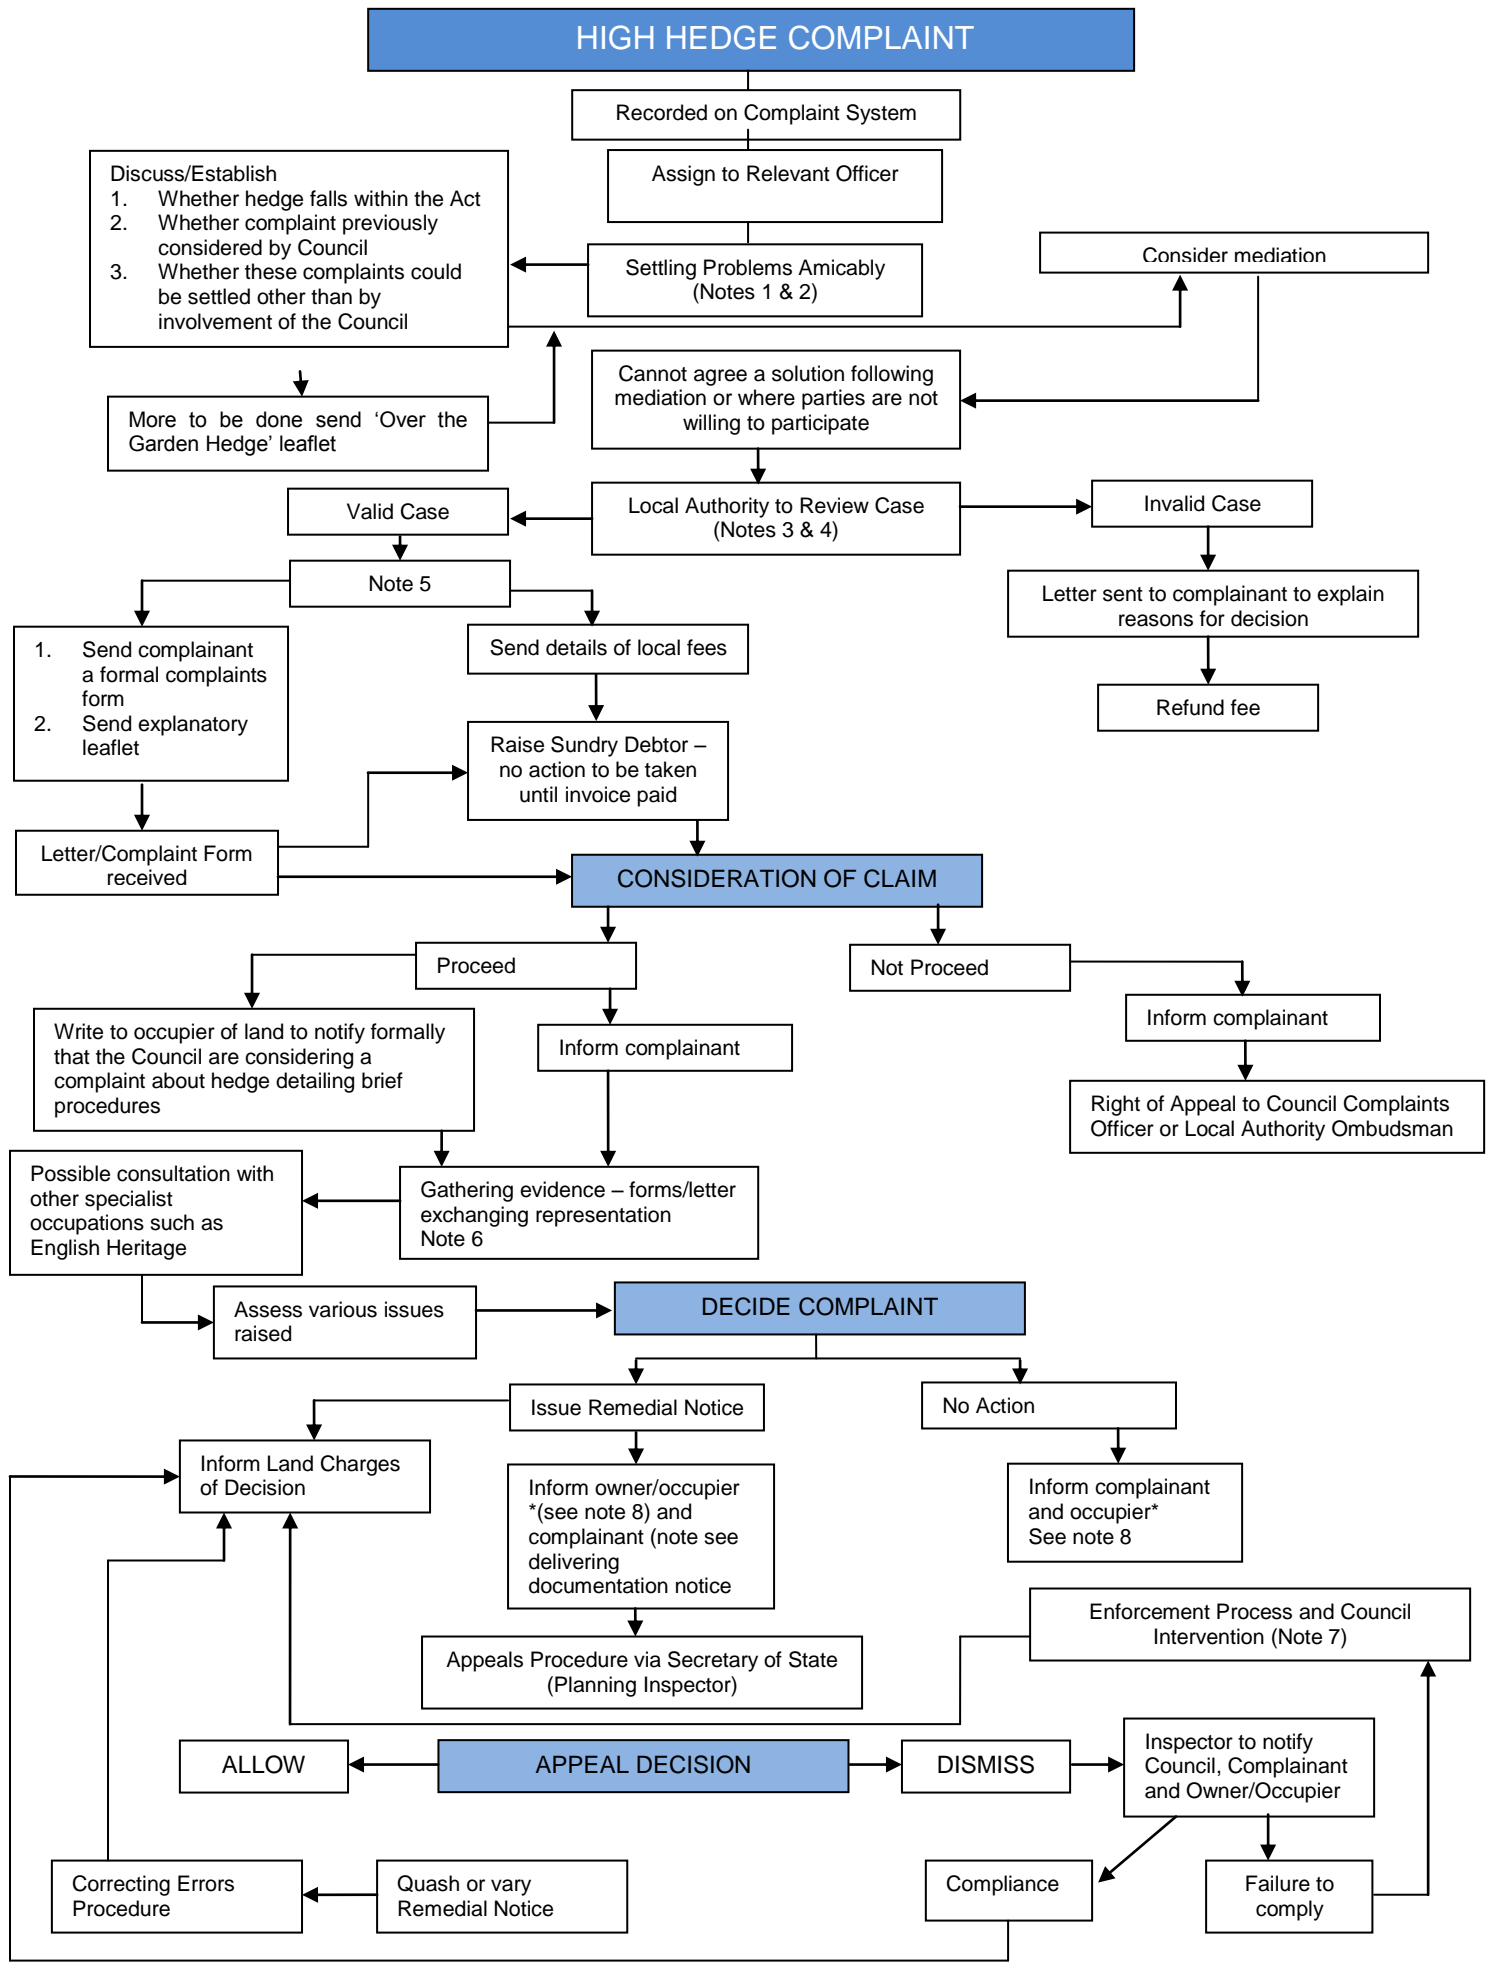 HIGH HEDGE COMPLAINT
Recorded on Complaint System
Assign to Relevant Officer
Discuss/Establish
1. Whether hedge falls within the Act
2. Whether complaint previously
considered by Council
3. Whether these complaints could
be settled other than by
involvement of the Council
Settling Problems Amicably
(Notes 1 & 2)
Consider mediation
Cannot agree a solution following
mediation or where parties are not
willing to participate
More to be done send ‘Over the
Garden Hedge’ leaflet
Valid Case
Local Authority to Review Case
(Notes 3 & 4)
Invalid Case
Note 5
Letter sent to complainant to explain
reasons for decision
1. Send complainant
a formal complaints
form
2. Send explanatory
leaflet
Send details of local fees
Refund fee
Raise Sundry Debtor –
no action to be taken
until invoice paid
Letter/Complaint Form
received
CONSIDERATION OF CLAIM
Proceed
Not Proceed
Write to occupier of land to notify formally
that the Council are considering a
complaint about hedge detailing brief
procedures
Inform complainant
Inform complainant
Right of Appeal to Council Complaints
Officer or Local Authority Ombudsman
Possible consultation with
other specialist
occupations such as
English Heritage
Gathering evidence – forms/letter
exchanging representation
Note 6
Assess various issues
raised
DECIDE COMPLAINT
Issue Remedial Notice
No Action
Inform Land Charges
of Decision
Inform owner/occupier
*(see note 8) and
complainant (note see
delivering
documentation notice
Inform complainant
and occupier*
See note 8
Enforcement Process and Council
Intervention (Note 7)
Appeals Procedure via Secretary of State
(Planning Inspector)
ALLOW
APPEAL DECISION
DISMISS
Inspector to notify
Council, Complainant
and Owner/Occupier
Correcting Errors
Procedure
Quash or vary
Remedial Notice
Compliance
Failure to
comply